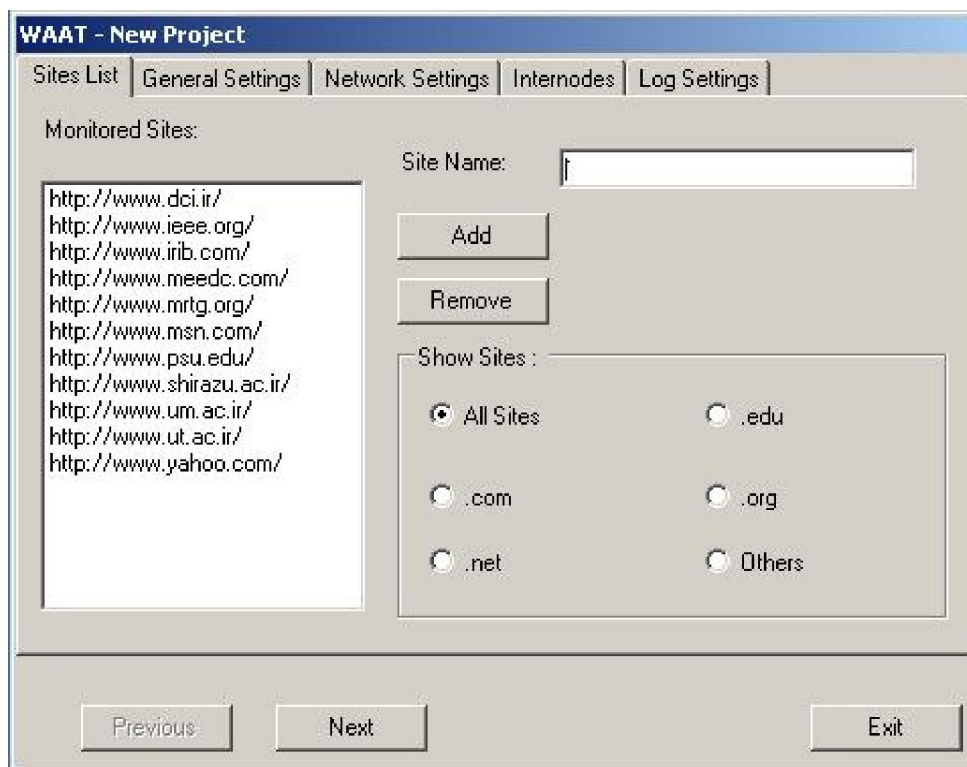 WAAT - New Project
Sites List General Settings Network Settings Internodes Log Settings
Monitored Sites:
Site Name:
http://www.dci.ir/
http://www.ieee.org/
http://www.irib.com/
http://www.meedc.com/
http://www.mrtg.org/
http://www.msn.com/
http://www.psu.edu/
http://www.shirazu.ac.ir/
http://www.um.ac.ir/
http://www.ut.ac.ir/
http://www.yahoo.com/
Add
Remove
Show Sites :
All Sites .edu
.com .org
.net Others
Previous Next Exit